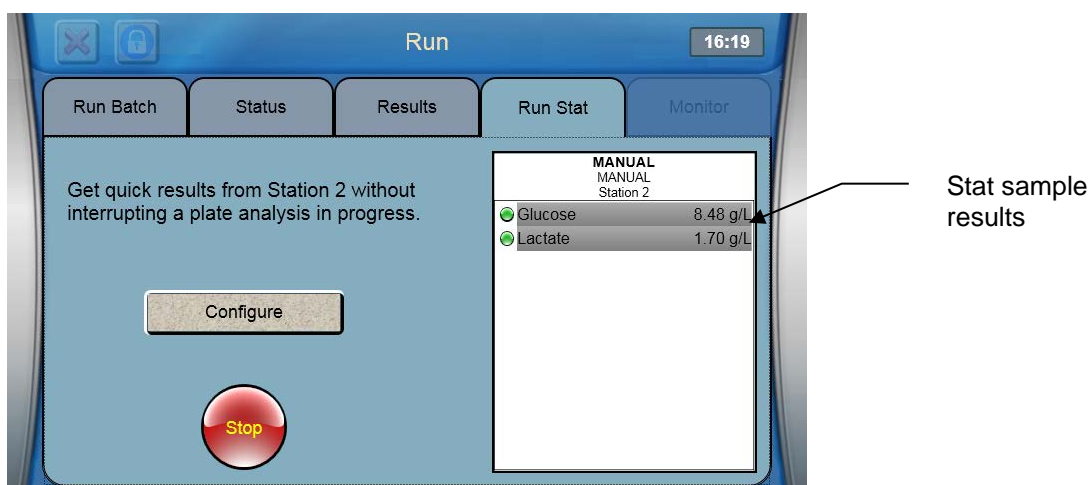 Run
16:19
Run Batch
Status
Results
Run Stat
Monitor
Get quick results from Station 2 without
interrupting a plate analysis in progress.
Configure
Stop
MANUAL
MANUAL
Station 2
Glucose 8.48 g/L
Lactate 1.70 g/L
Stat sample
results